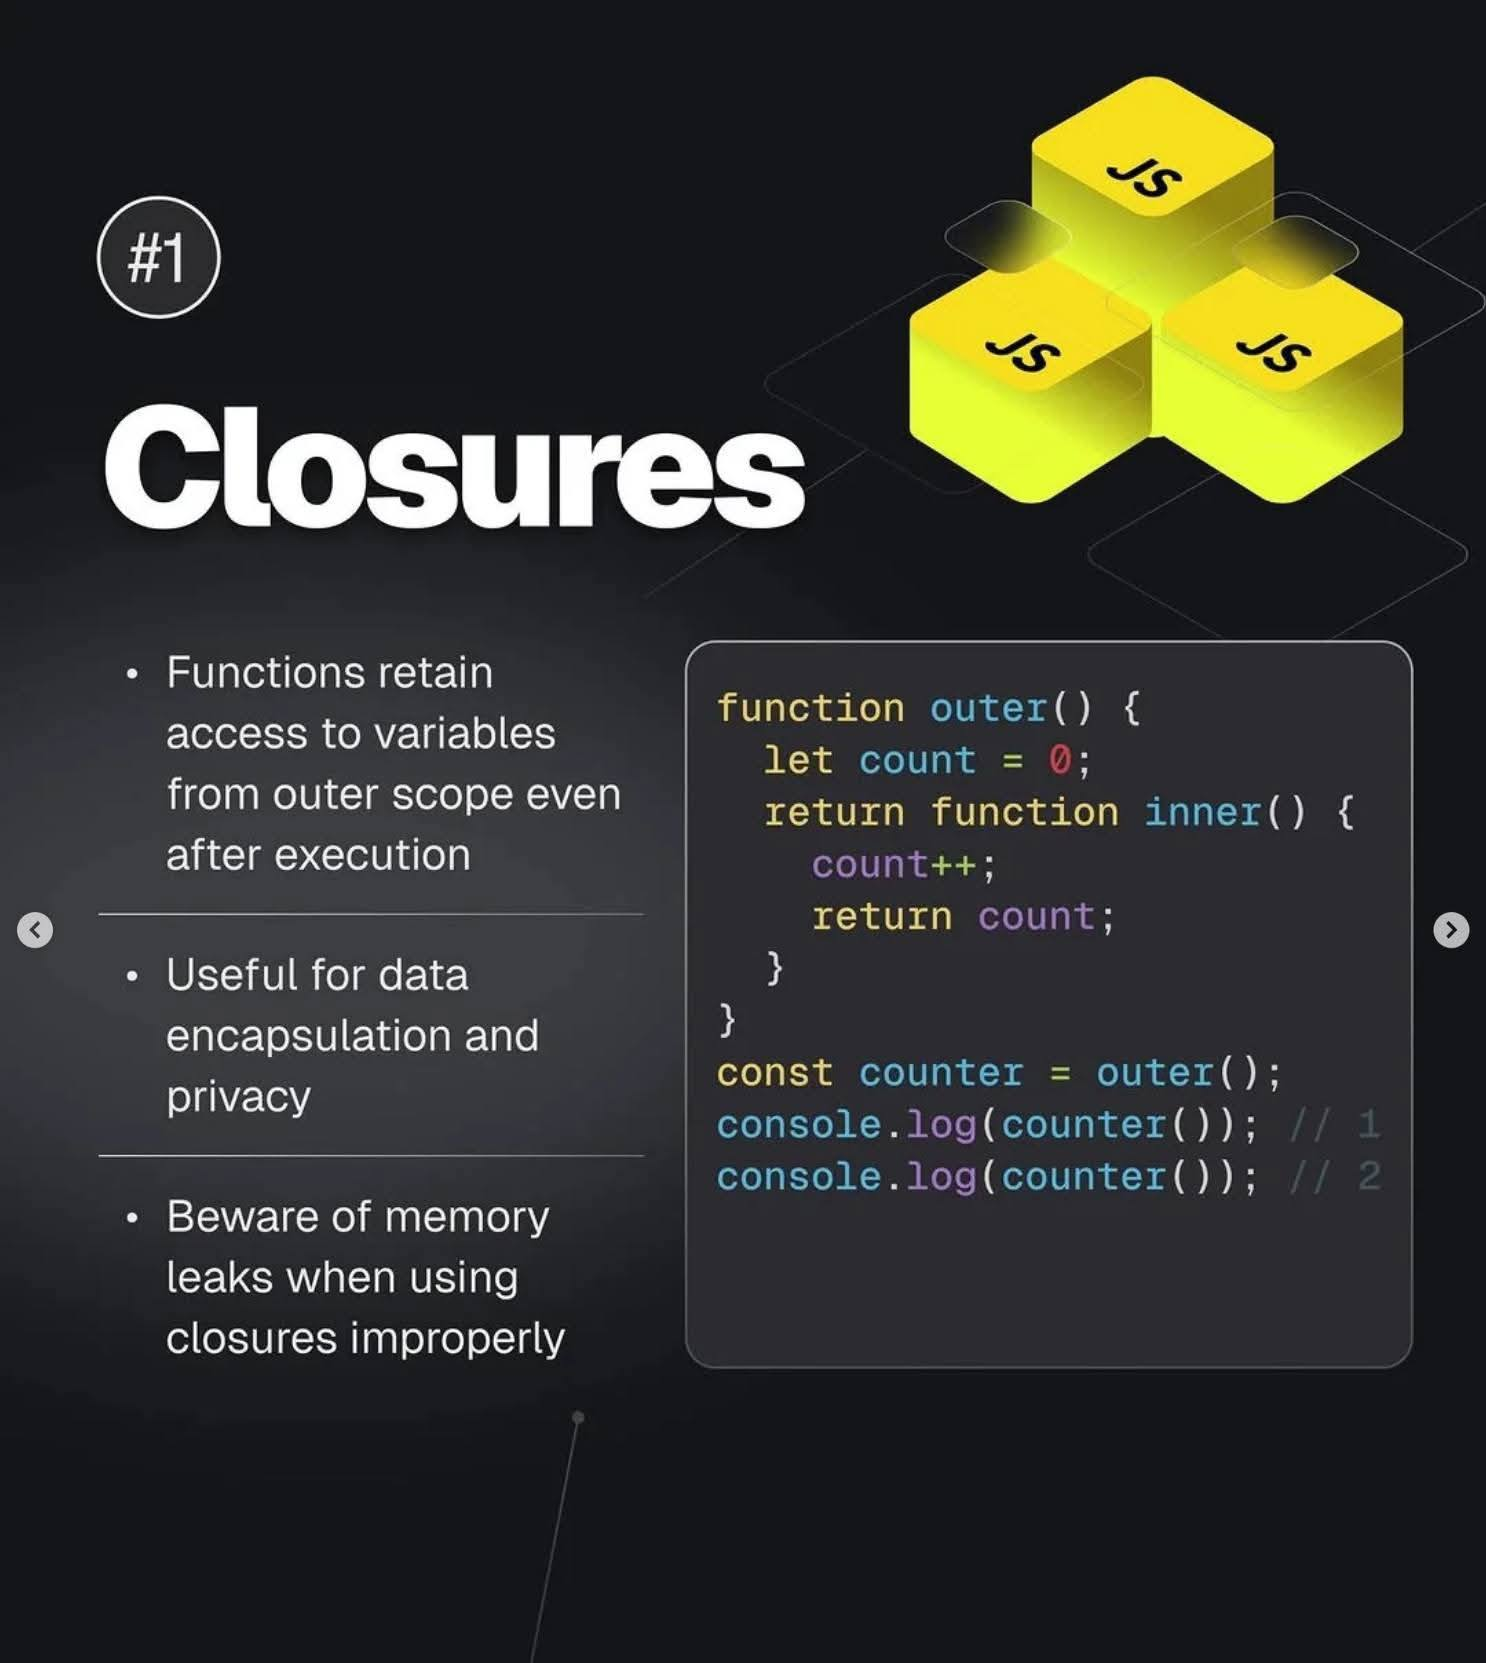 JS
#1
JS
JS
Closures
• Functions retain
access to variables
from outer scope even
after execution
• Useful for data
encapsulation and
privacy
• Beware of memory
leaks when using
closures improperly
function outer() {
  let count = 0;
  return function inner() {
    count++;
    return count;
  }
}
const counter = outer();
console.log(counter()); // 1
console.log(counter()); // 2